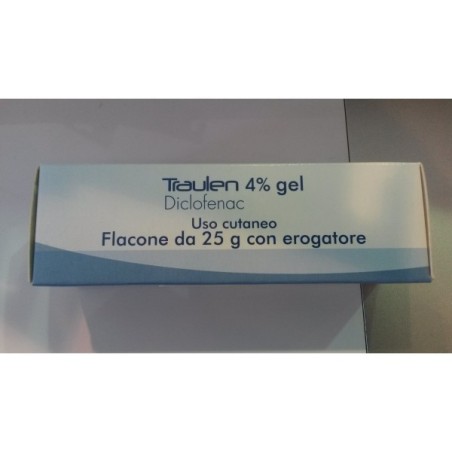 Traulen 4% gel
Diclofenac
Uso cutaneo
Flacone da 25 g con erogatore